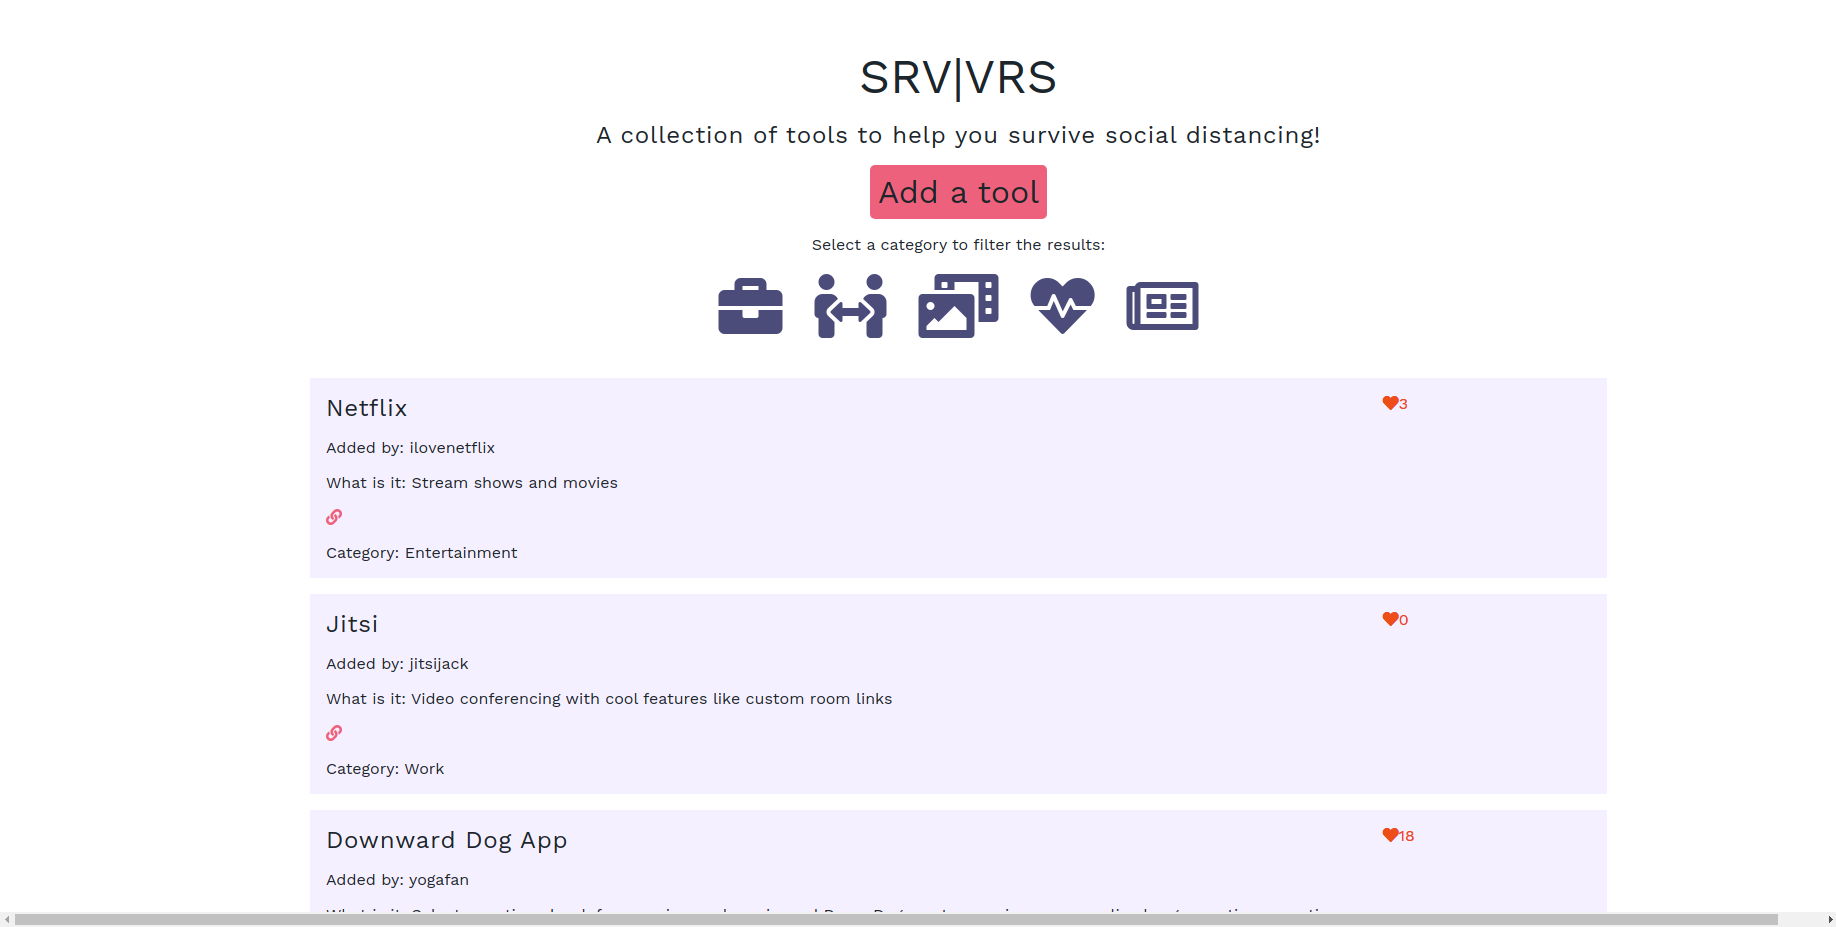 SRV|VRS
A collection of tools to help you survive social distancing!
Add a tool
Select a category to filter the results:
Netflix
3
Added by: ilovenetflix
What is it: Stream shows and movies
Category: Entertainment
Jitsi
0
Added by: jitsijack
What is it: Video conferencing with cool features like custom room links
Category: Work
Downward Dog App
18
Added by: yogafan
What is it: